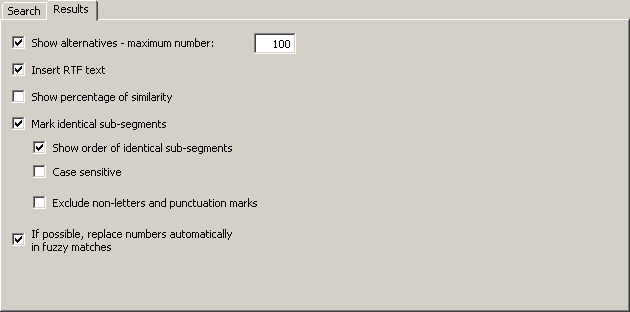 Search Results
Show alternatives - maximum number: 100
Insert RTF text
Show percentage of similarity
Mark identical sub-segments
Show order of identical sub-segments
Case sensitive
Exclude non-letters and punctuation marks
If possible, replace numbers automatically
in fuzzy matches